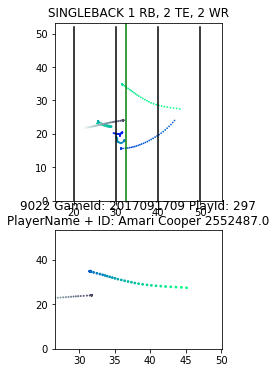 SINGLEBACK 1 RB, 2 TE, 2 WR
50
40
30
20
10
0
20 30 40 50
9022 GameId: 2017091709 PlayId: 297
PlayerName + ID: Amari Cooper 2552487.0
40
20
0
30 35 40 45 50